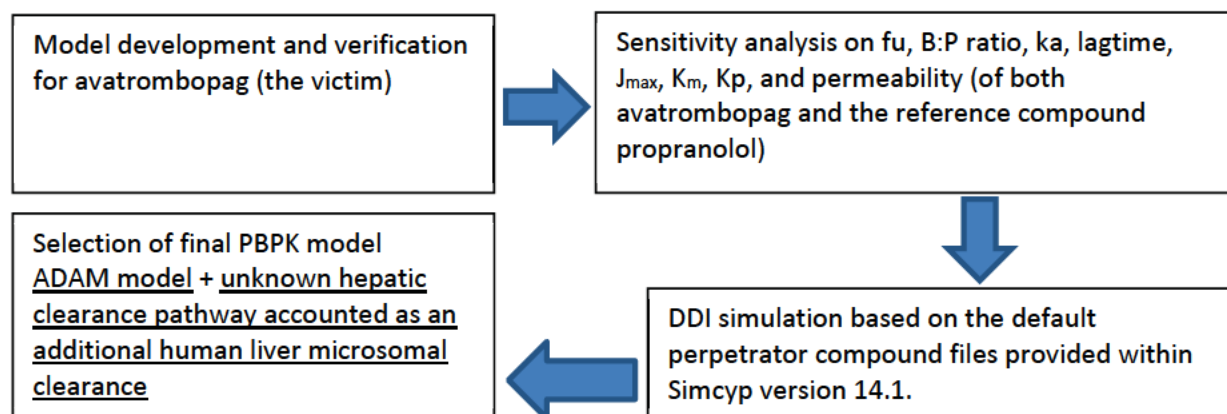 Model development and verification
for avatrombopag (the victim)
Sensitivity analysis on fu, B:P ratio, ka, lagtime,
Jmax, Km, Kp, and permeability (of both
avatrombopag and the reference compound
propranolol)
DDI simulation based on the default
perpetrator compound files provided within
Simcyp version 14.1.
Selection of final PBPK model
ADAM model + unknown hepatic
clearance pathway accounted as an
additional human liver microsomal
clearance